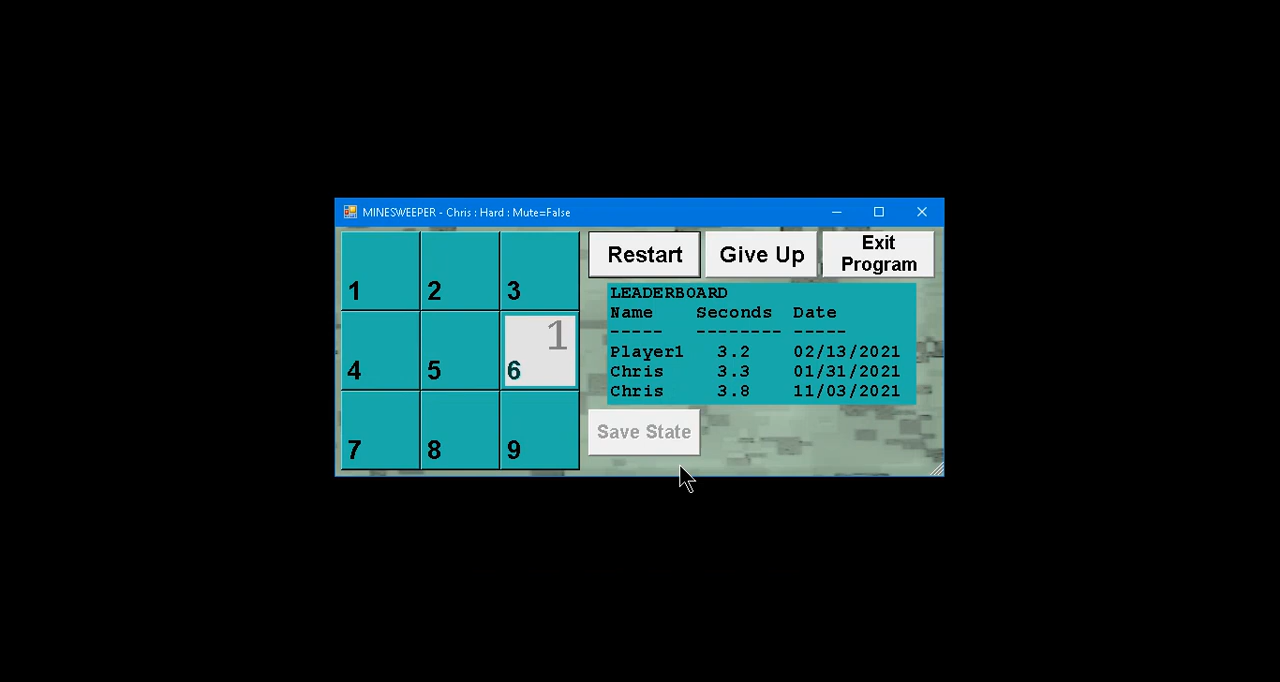 MINESWEEPER - Chris : Hard : Mute=False
1 2 3
1
4 5 6
7 8 9
Restart Give Up Exit Program
LEADERBOARD
Name Seconds Date
----- -------- -----
Player1 3.2 02/13/2021
Chris 3.3 01/31/2021
Chris 3.8 11/03/2021
Save State